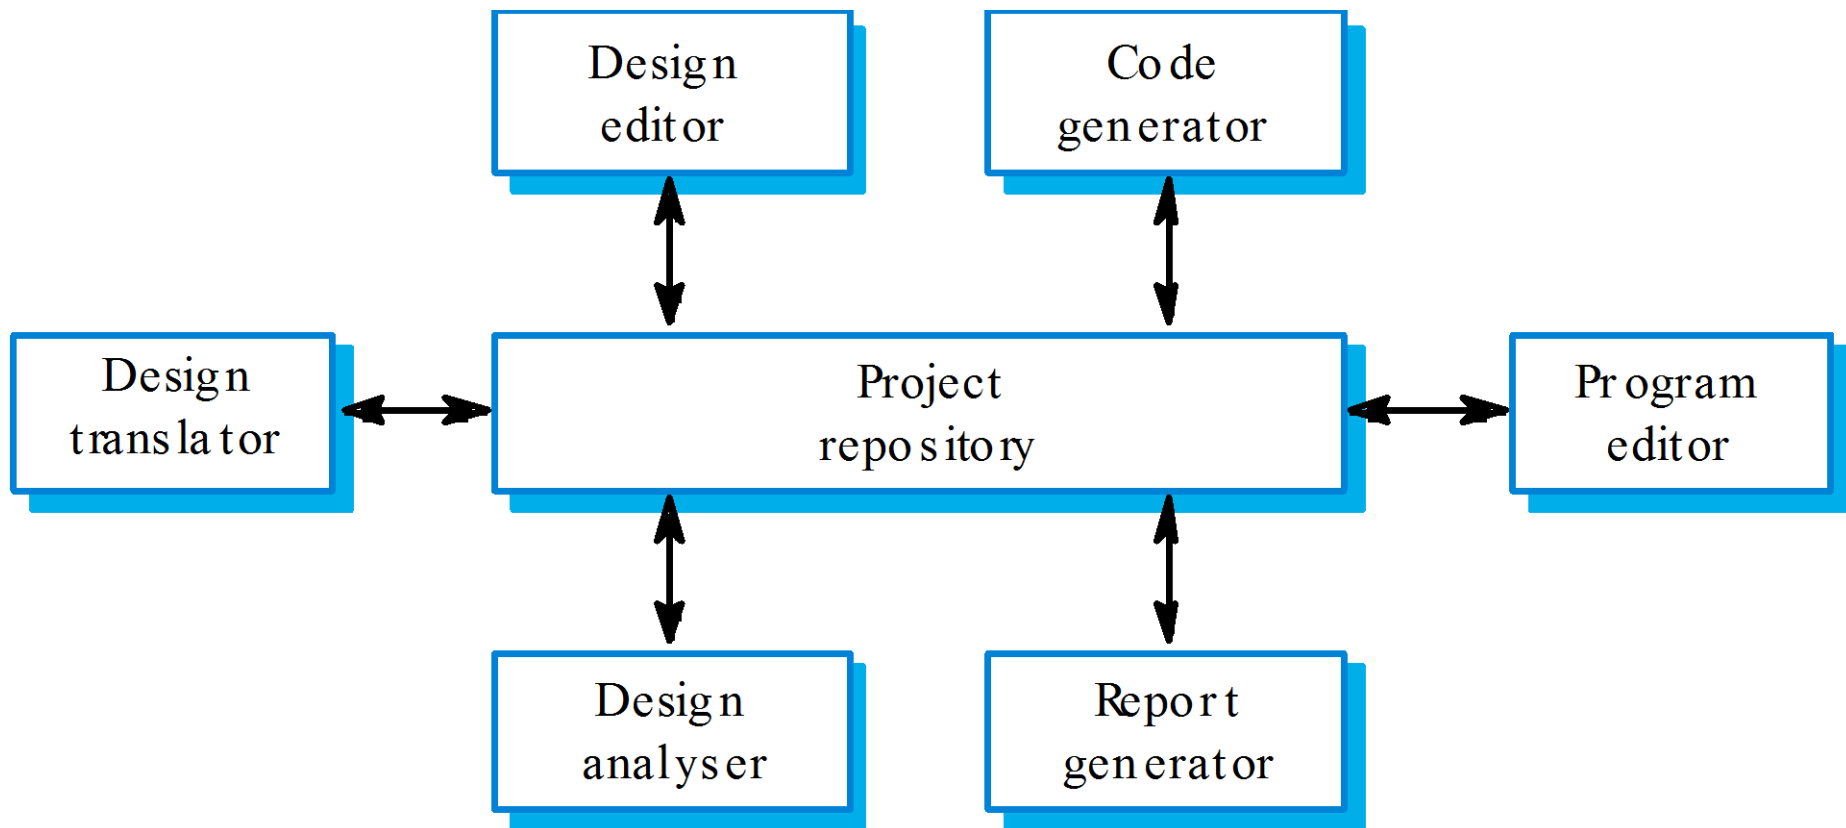 Design
editor
Code
generator
Design
translator
Project
repository
Program
editor
Design
analyser
Report
generator